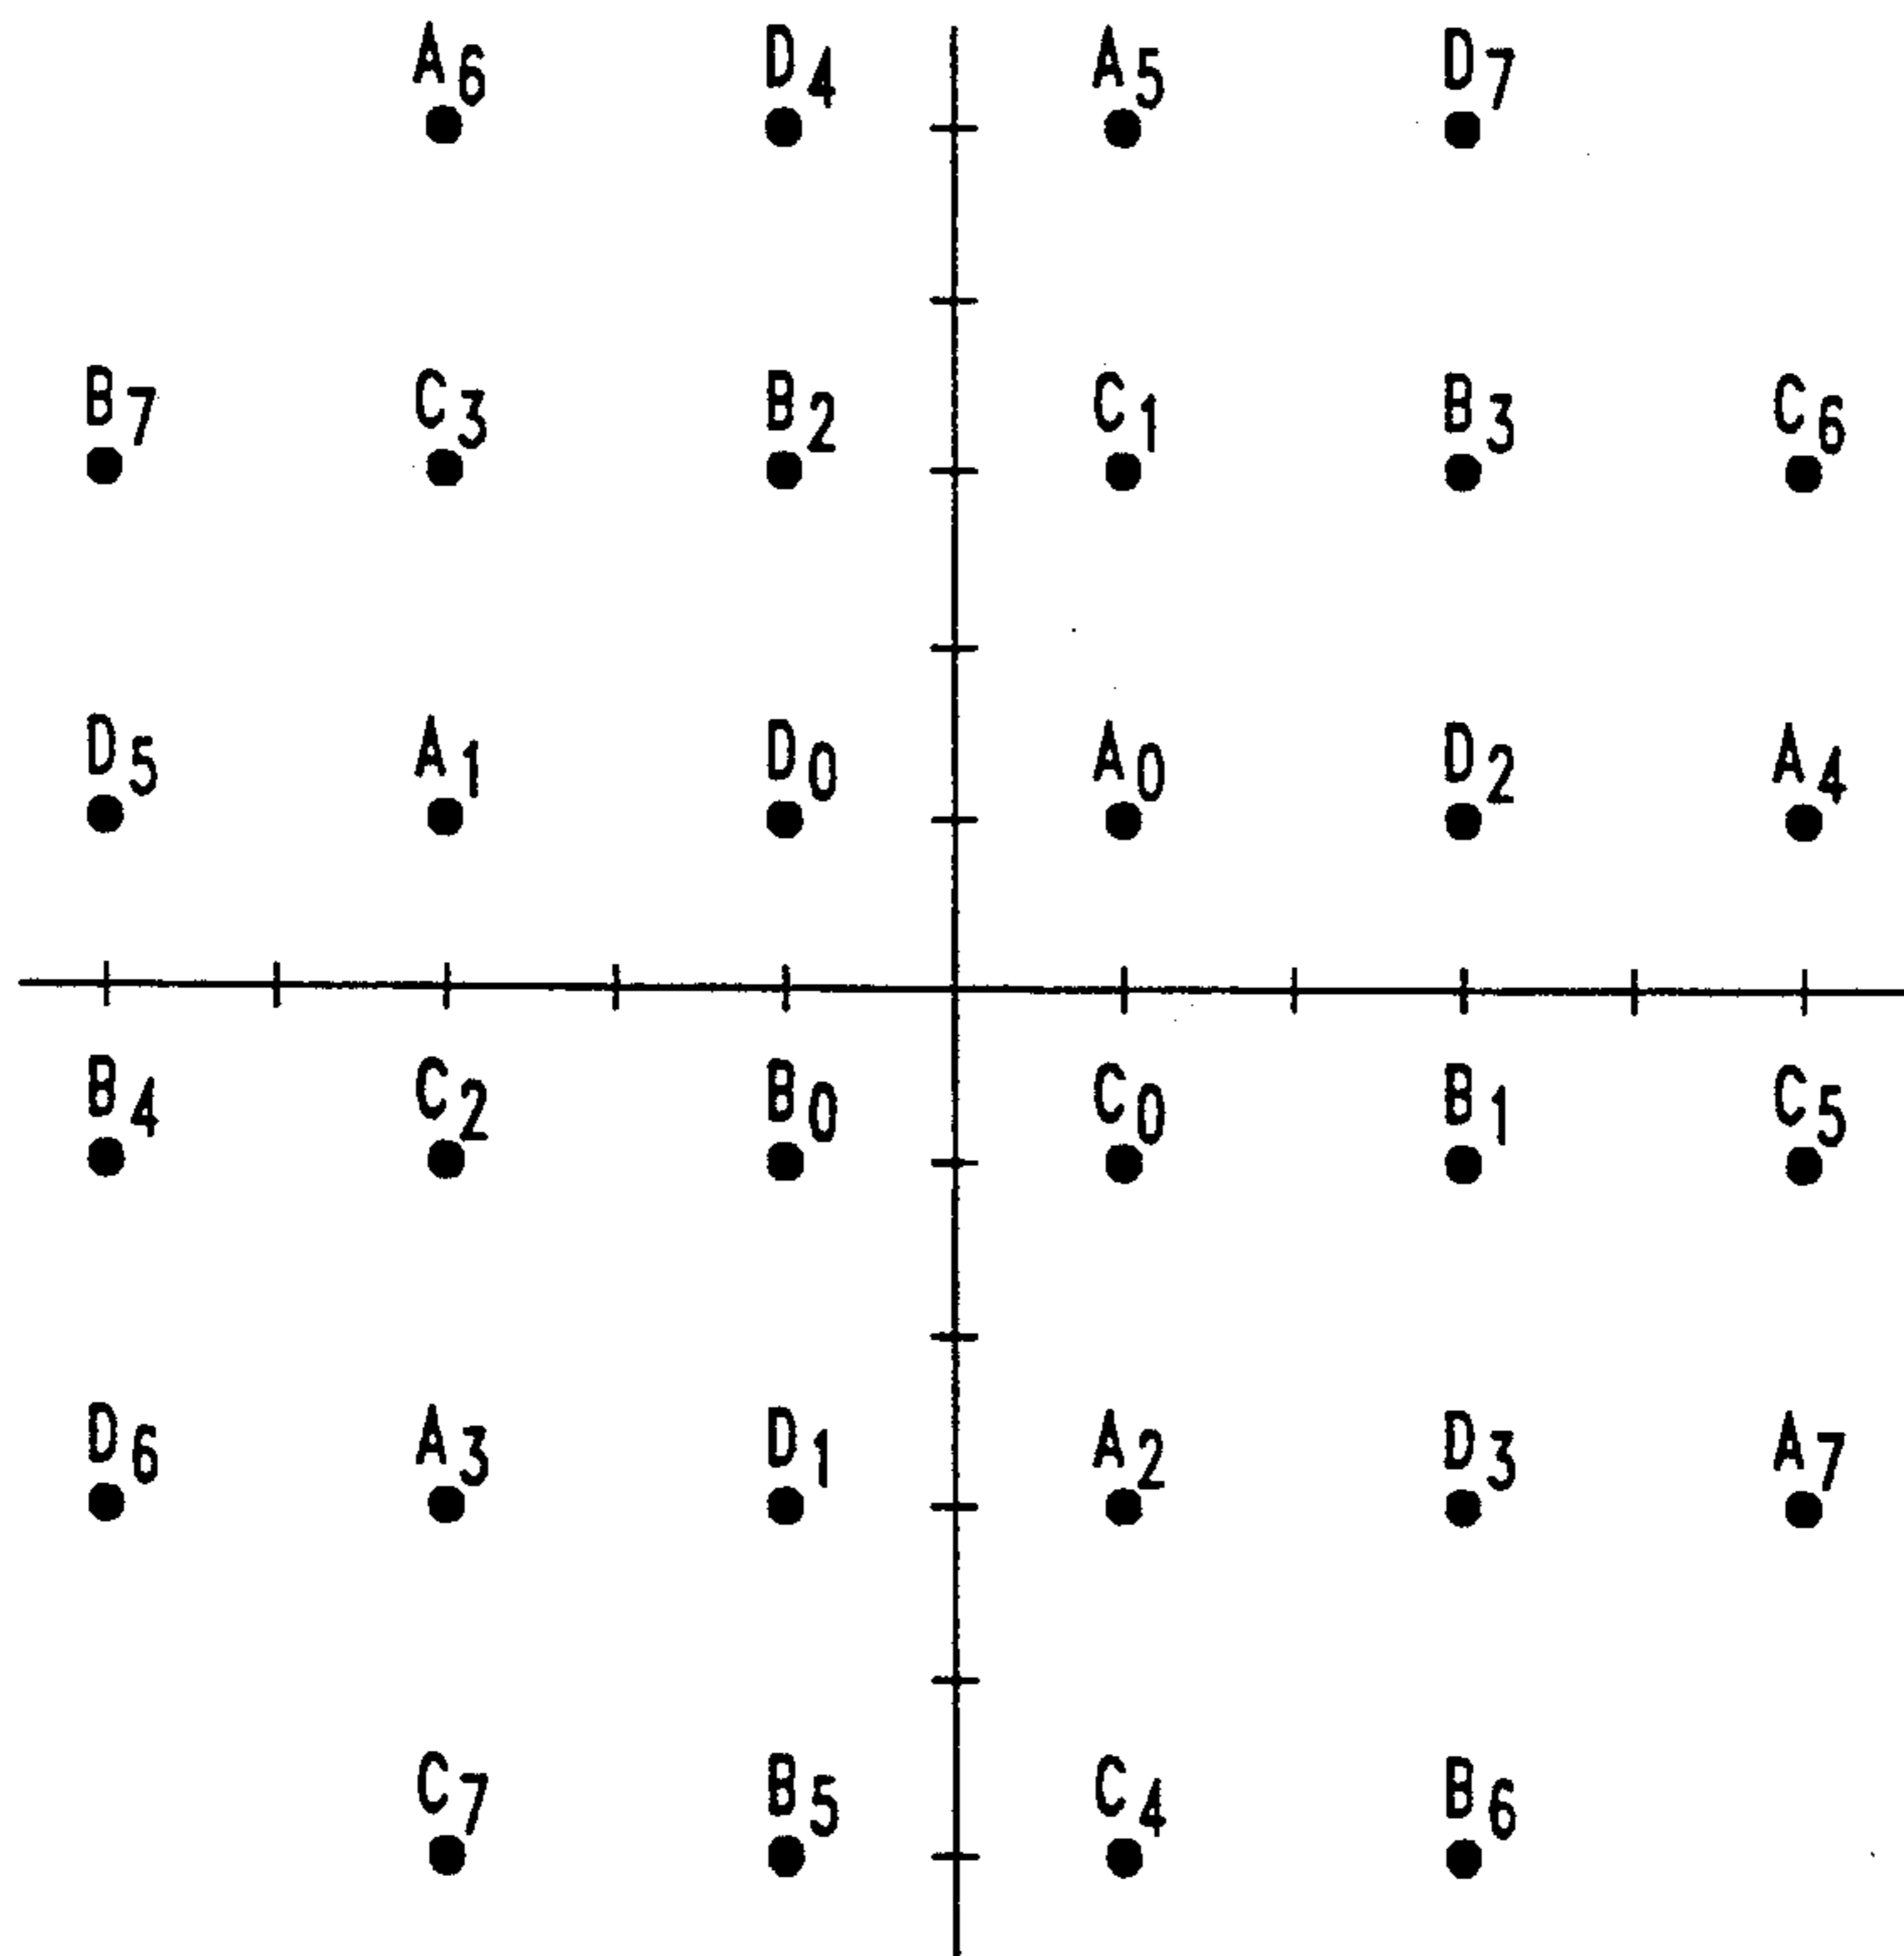 A6 D4 A5 D7
B7 C3 B2 C1 B3 C6
D5 A1 D0 A0 D2 A4
B4 C2 B0 C0 B1 C5
D6 A3 D1 A2 D3 A7
C7 B5 C4 B6